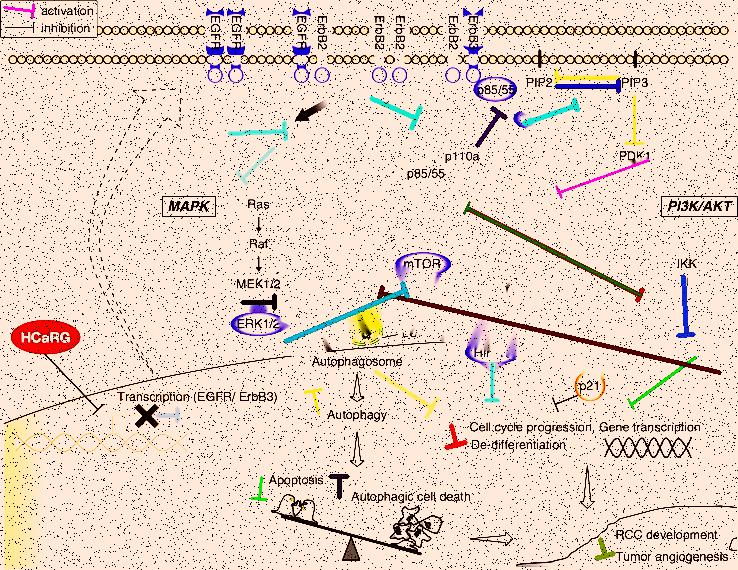 activation
inhibition
EGFR EGFR EGFR ErbB2 ErbB2 ErbB2 ErbB2 ErbB3
p85/55 PIP2 PIP3
p110a PDK1
p85/55
MAPK Ras PI3K/AKT
Raf
mTOR IKK
MEK1/2
ERK1/2
HCaRG
Hif
Autophagosome
p21
Transcription (EGFR/ ErbB3)
Autophagy
Cell cycle progression, Gene transcription
De-differentiation
Apoptosis
Autophagic cell death
RCC development
Tumor angiogenesis